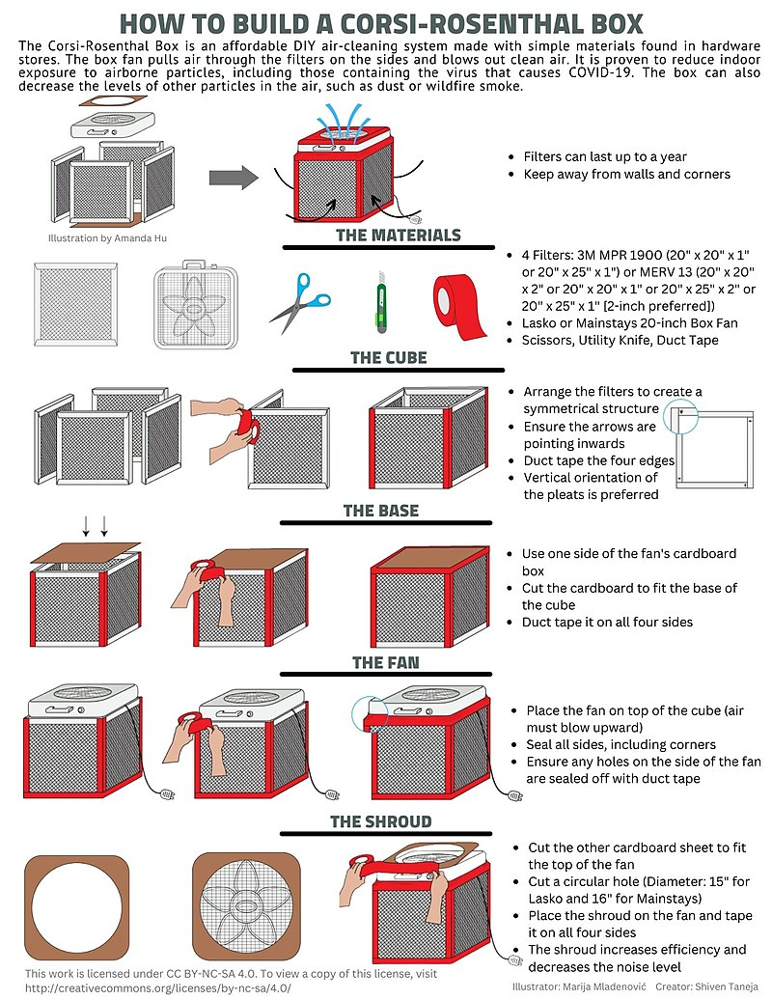 HOW TO BUILD A CORSI-ROSENTHAL BOX
The Corsi-Rosenthal Box is an affordable DIY air-cleaning system made with simple materials found in hardware
stores. The box fan pulls air through the filters on the sides and blows out clean air. It is proven to reduce indoor
exposure to airborne particles, including those containing the virus that causes COVID-19. The box can also
decrease the levels of other particles in the air, such as dust or wildfire smoke.
Illustration by Amanda Hu
• Filters can last up to a year
• Keep away from walls and corners
THE MATERIALS
• 4 Filters: 3M MPR 1900 (20" x 20" x 1"
or 20" x 25" x 1") or MERV 13 (20" x 20"
x 2" or 20" x 20" x 1" or 20" x 25" x 2" or
20" x 25" x 1" [2-inch preferred])
• Lasko or Mainstays 20-inch Box Fan
• Scissors, Utility Knife, Duct Tape
THE CUBE
• Arrange the filters to create a
symmetrical structure
• Ensure the arrows are
pointing inwards
• Duct tape the four edges
• Vertical orientation of
the pleats is preferred
THE BASE
• Use one side of the fan's cardboard
box
• Cut the cardboard to fit the base of
the cube
• Duct tape it on all four sides
THE FAN
• Place the fan on top of the cube (air
must blow upward)
• Seal all sides, including corners
• Ensure any holes on the side of the fan
are sealed off with duct tape
THE SHROUD
• Cut the other cardboard sheet to fit
the top of the fan
• Cut a circular hole (Diameter: 15" for
Lasko and 16" for Mainstays)
• Place the shroud on the fan and tape
it on all four sides
• The shroud increases efficiency and
decreases the noise level
This work is licensed under CC BY-NC-SA 4.0. To view a copy of this license, visit
http://creativecommons.org/licenses/by-nc-sa/4.0/
Illustrator: Marija Mladenović Creator: Shiven Taneja